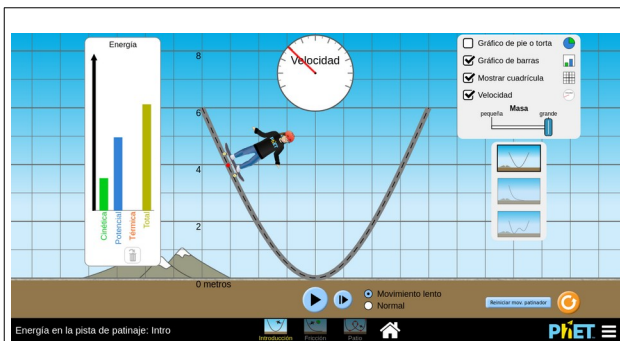 Energía
Cinética
Potencial
Térmica
Total
8
6
4
2
0 metros
Velocidad
Gráfico de pie o torta
Gráfico de barras
Mostrar cuadrícula
Velocidad
Masa
pequeña
grande
PhET
Movimiento lento
Normal
Reiniciar mov. patinador
Energía en la pista de patinaje: Intro
Introducción
Fricción
Patio
PhET